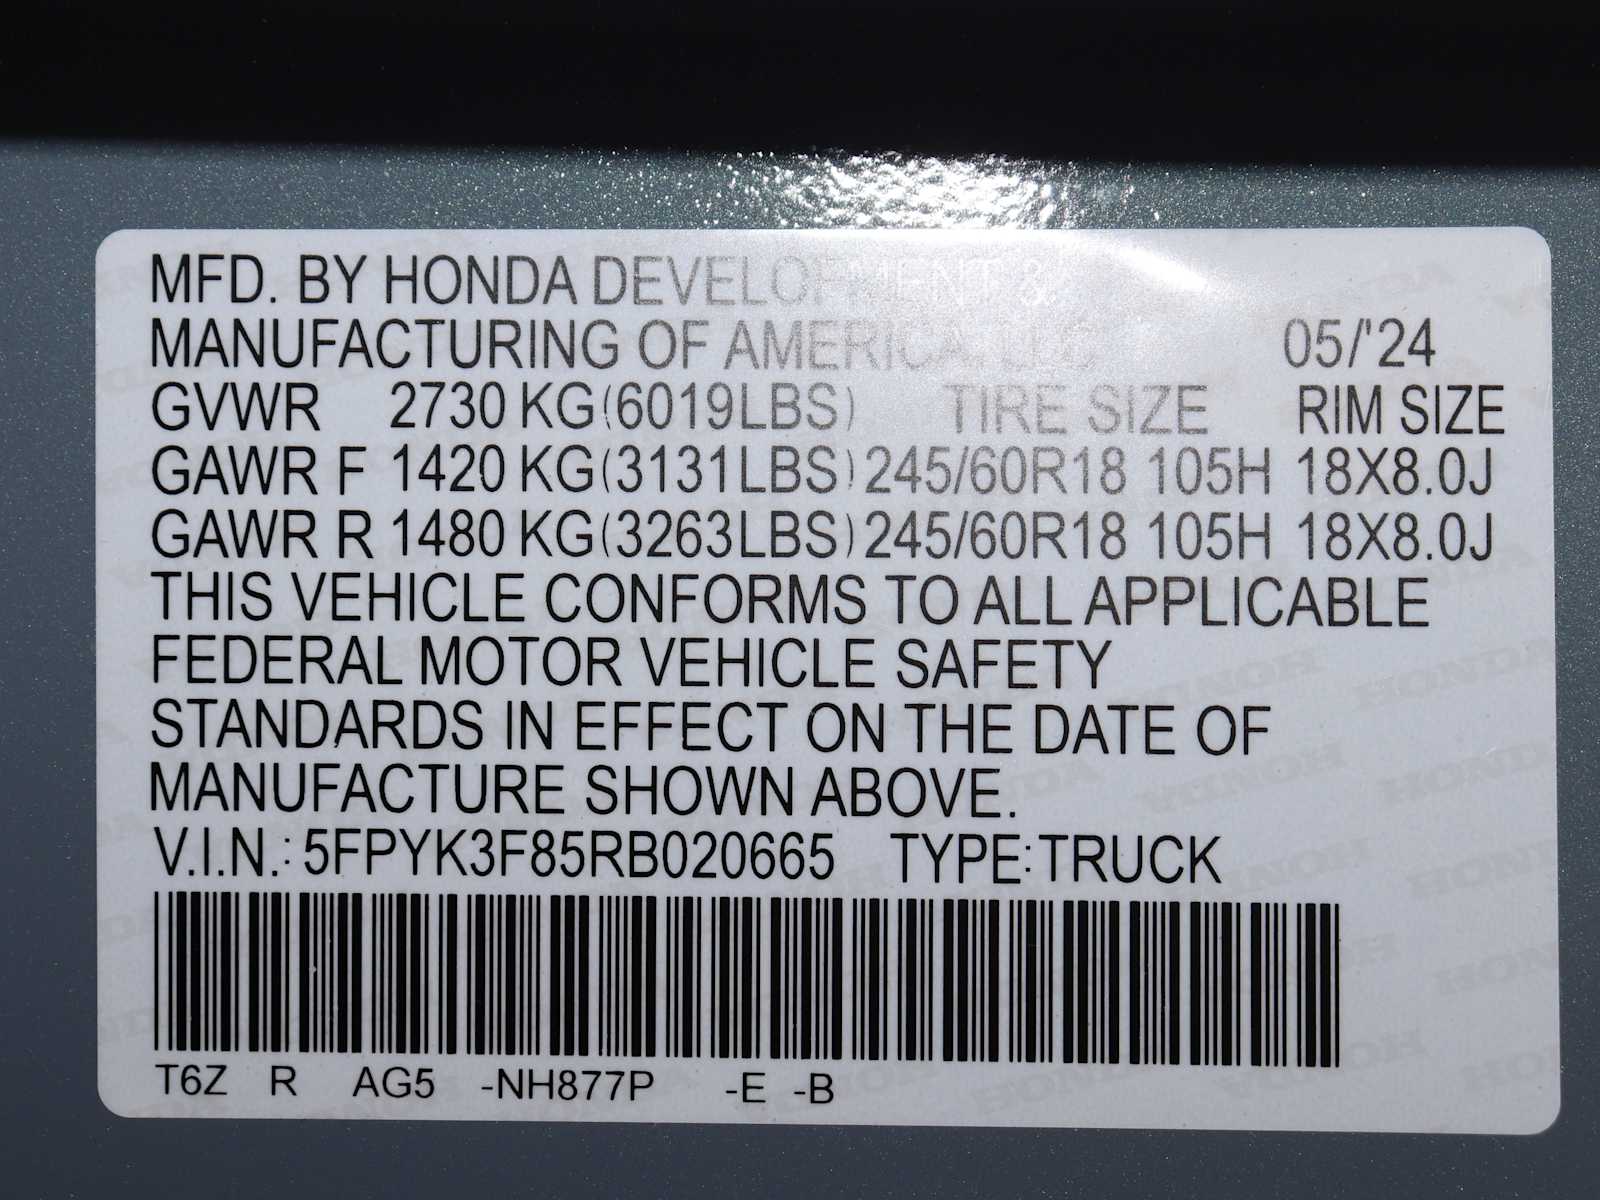 MFD. BY HONDA DEVELOPMENT &
MANUFACTURING OF AMERICA, LLC 05/'24
GVWR 2730 KG(6019LBS) TIRE SIZE RIM SIZE
GAWR F 1420 KG(3131LBS) 245/60R18 105H 18X8.0J
GAWR R 1480 KG(3263LBS) 245/60R18 105H 18X8.0J
THIS VEHICLE CONFORMS TO ALL APPLICABLE
FEDERAL MOTOR VEHICLE SAFETY
STANDARDS IN EFFECT ON THE DATE OF
MANUFACTURE SHOWN ABOVE.
V.I.N.: 5FPYK3F85RB020665 TYPE: TRUCK
T6Z R AG5 -NH877P -E -B